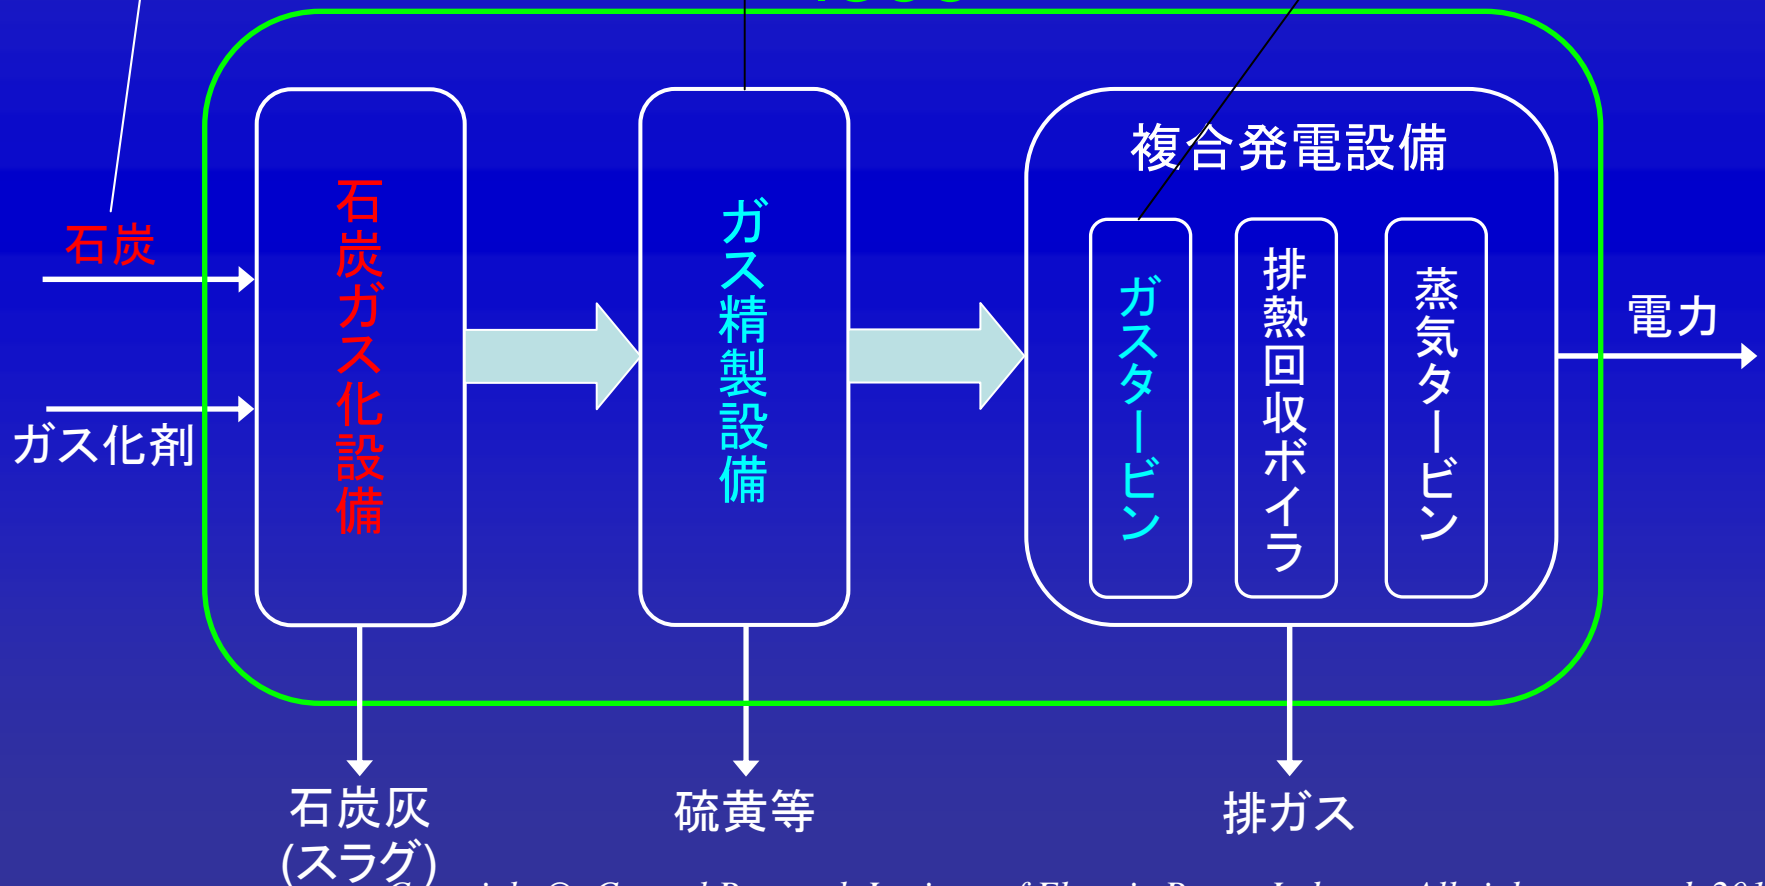 複合発電設備
石炭
石炭ガス化設備
ガス精製設備
ガスタービン
排熱回収ボイラ
蒸気タービン
電力
ガス化剤
石炭灰
(スラグ)
硫黄等
排ガス